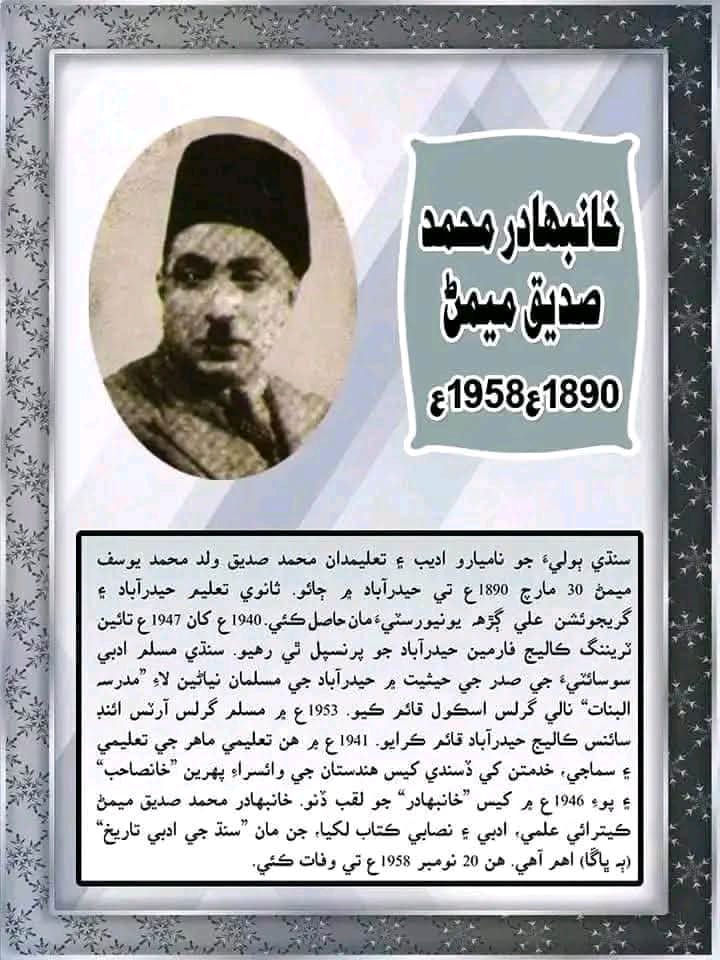 خانبهادر محمد
صديق ميمڻ
1890ع1958ع
سنڌي ٻوليءَ جو ناميارو اديب ۽ تعليمدان محمد صديق ولد محمد يوسف
ميمڻ 30 مارچ 1890ع تي حيدرآباد ۾ ڄائو. ثانوي تعليم حيدرآباد ۽
گريجوئشن علي ڳڙهه يونيورسٽيءَ مان حاصل ڪئي. 1940ع کان 1947ع تائين
ٽريننگ ڪاليج فارمين حيدرآباد جو پرنسپل ٿي رهيو. سنڌي مسلم ادبي
سوسائٽيءَ جي صدر جي حيثيت ۾ حيدرآباد جي مسلمان نياڻين لاءِ ”مدرسہ
البنات“ نالي گرلس اسڪول قائم ڪيو. 1953ع ۾ مسلم گرلس آرٽس ائنڊ
سائنس ڪاليج حيدرآباد قائم ڪرايو. 1941ع ۾ هن تعليمي ماهر جي تعليمي
۽ سماجي، خدمتن کي ڏسندي کيس هندستان جي وائسراءِ پهرين ”خانصاحب“
۽ پوءِ 1946ع ۾ کيس ”خانبهادر“ جو لقب ڏنو. خانبهادر محمد صديق ميمڻ
ڪيترائي علمي، ادبي ۽ نصابي ڪتاب لکيا، جن مان ”سنڌ جي ادبي تاريخ“
(ٻہ ڀاڱا) اهم آهي. هن 20 نومبر 1958ع تي وفات ڪئي.